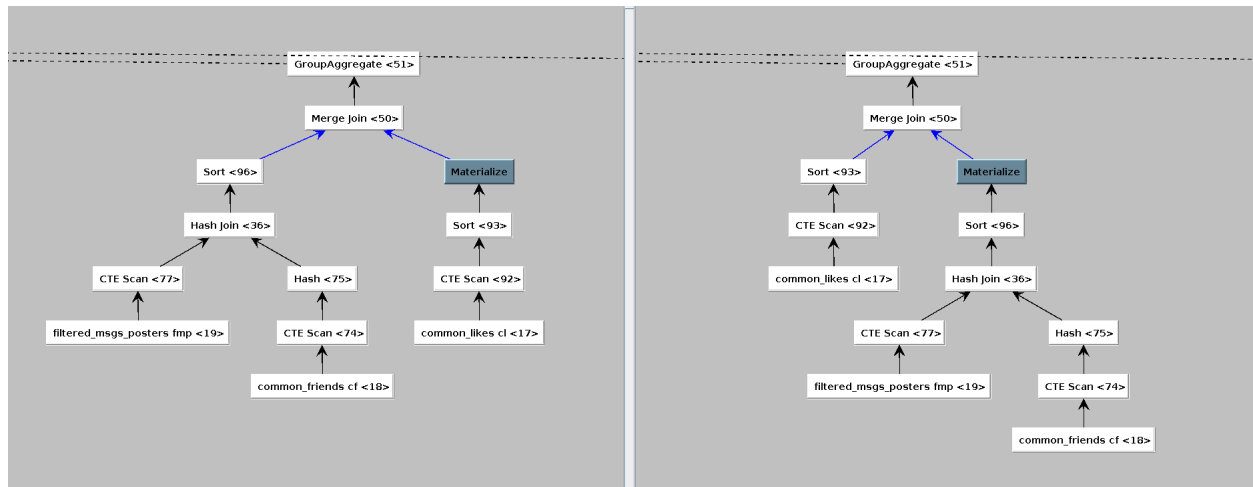 GroupAggregate <51>
Merge Join <50>
Sort <96>
Materialize
Hash Join <36>
Sort <93>
CTE Scan <77>
Hash <75>
CTE Scan <92>
filtered_msgs_posters fmp <19>
CTE Scan <74>
common_likes cl <17>
common_friends cf <18>
GroupAggregate <51>
Merge Join <50>
Sort <93>
Materialize
CTE Scan <92>
Sort <96>
common_likes cl <17>
Hash Join <36>
CTE Scan <77>
Hash <75>
filtered_msgs_posters fmp <19>
CTE Scan <74>
common_friends cf <18>